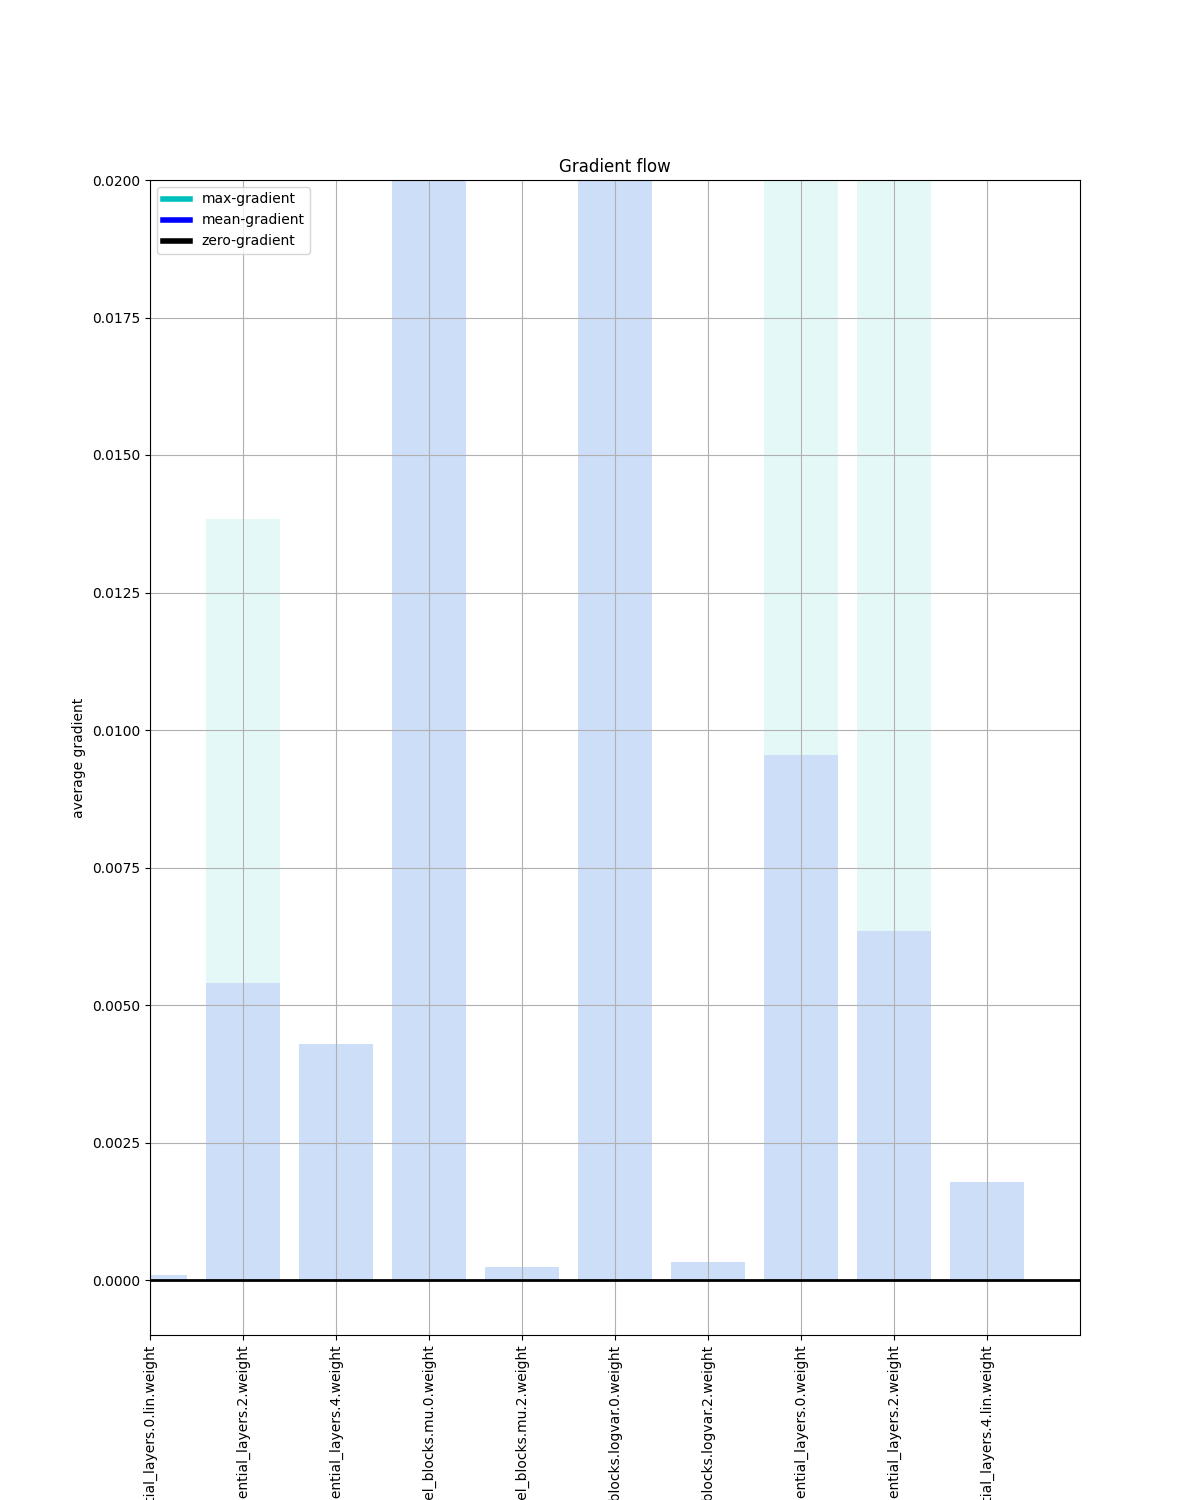 Gradient flow
max-gradient
mean-gradient
zero-gradient
0.0200
0.0175
0.0150
0.0125
0.0100
0.0075
0.0050
0.0025
0.0000
average gradient
tial_layers.0.lin.weight
ential_layers.2.weight
ential_layers.4.weight
el_blocks.mu.0.weight
el_blocks.mu.2.weight
blocks.logvar.0.weight
blocks.logvar.2.weight
ential_layers.0.weight
ential_layers.2.weight
tial_layers.4.lin.weight